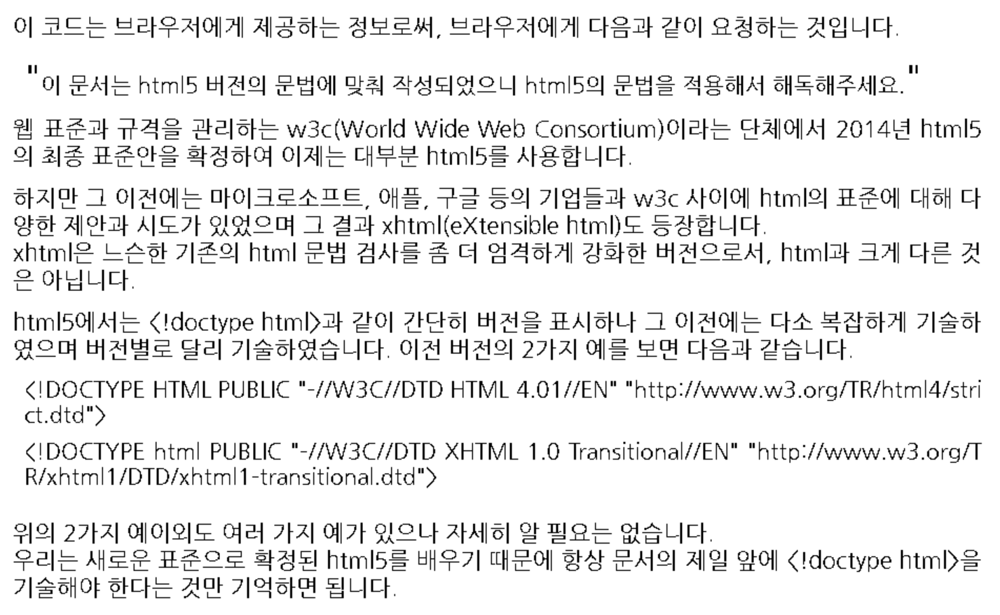 이 코드는 브라우저에게 제공하는 정보로써, 브라우저에게 다음과 같이 요청하는 것입니다.
"이 문서는 html5 버전의 문법에 맞춰 작성되었으니 html5의 문법을 적용해서 해독해주세요."
웹 표준과 규격을 관리하는 w3c(World Wide Web Consortium)이라는 단체에서 2014년 html5
의 최종 표준안을 확정하여 이제는 대부분 html5를 사용합니다.
하지만 그 이전에는 마이크로소프트, 애플, 구글 등의 기업들과 w3c 사이에 html의 표준에 대해 다
양한 제안과 시도가 있었으며 그 결과 xhtml(eXtensible html)도 등장합니다.
xhtml은 느슨한 기존의 html 문법 검사를 좀 더 엄격하게 강화한 버전으로서, html과 크게 다른 것
은 아닙니다.
html5에서는 <!doctype html>과 같이 간단히 버전을 표시하나 그 이전에는 다소 복잡하게 기술하
였으며 버전별로 달리 기술하였습니다. 이전 버전의 2가지 예를 보면 다음과 같습니다.
<!DOCTYPE HTML PUBLIC "-//W3C//DTD HTML 4.01//EN" "http://www.w3.org/TR/html4/stri
ct.dtd">
<!DOCTYPE html PUBLIC "-//W3C//DTD XHTML 1.0 Transitional//EN" "http://www.w3.org/T
R/xhtml1/DTD/xhtml1-transitional.dtd">
위의 2가지 예이외도 여러 가지 예가 있으나 자세히 알 필요는 없습니다.
우리는 새로운 표준으로 확정된 html5를 배우기 때문에 항상 문서의 제일 앞에 <!doctype html>을
기술해야 한다는 것만 기억하면 됩니다.